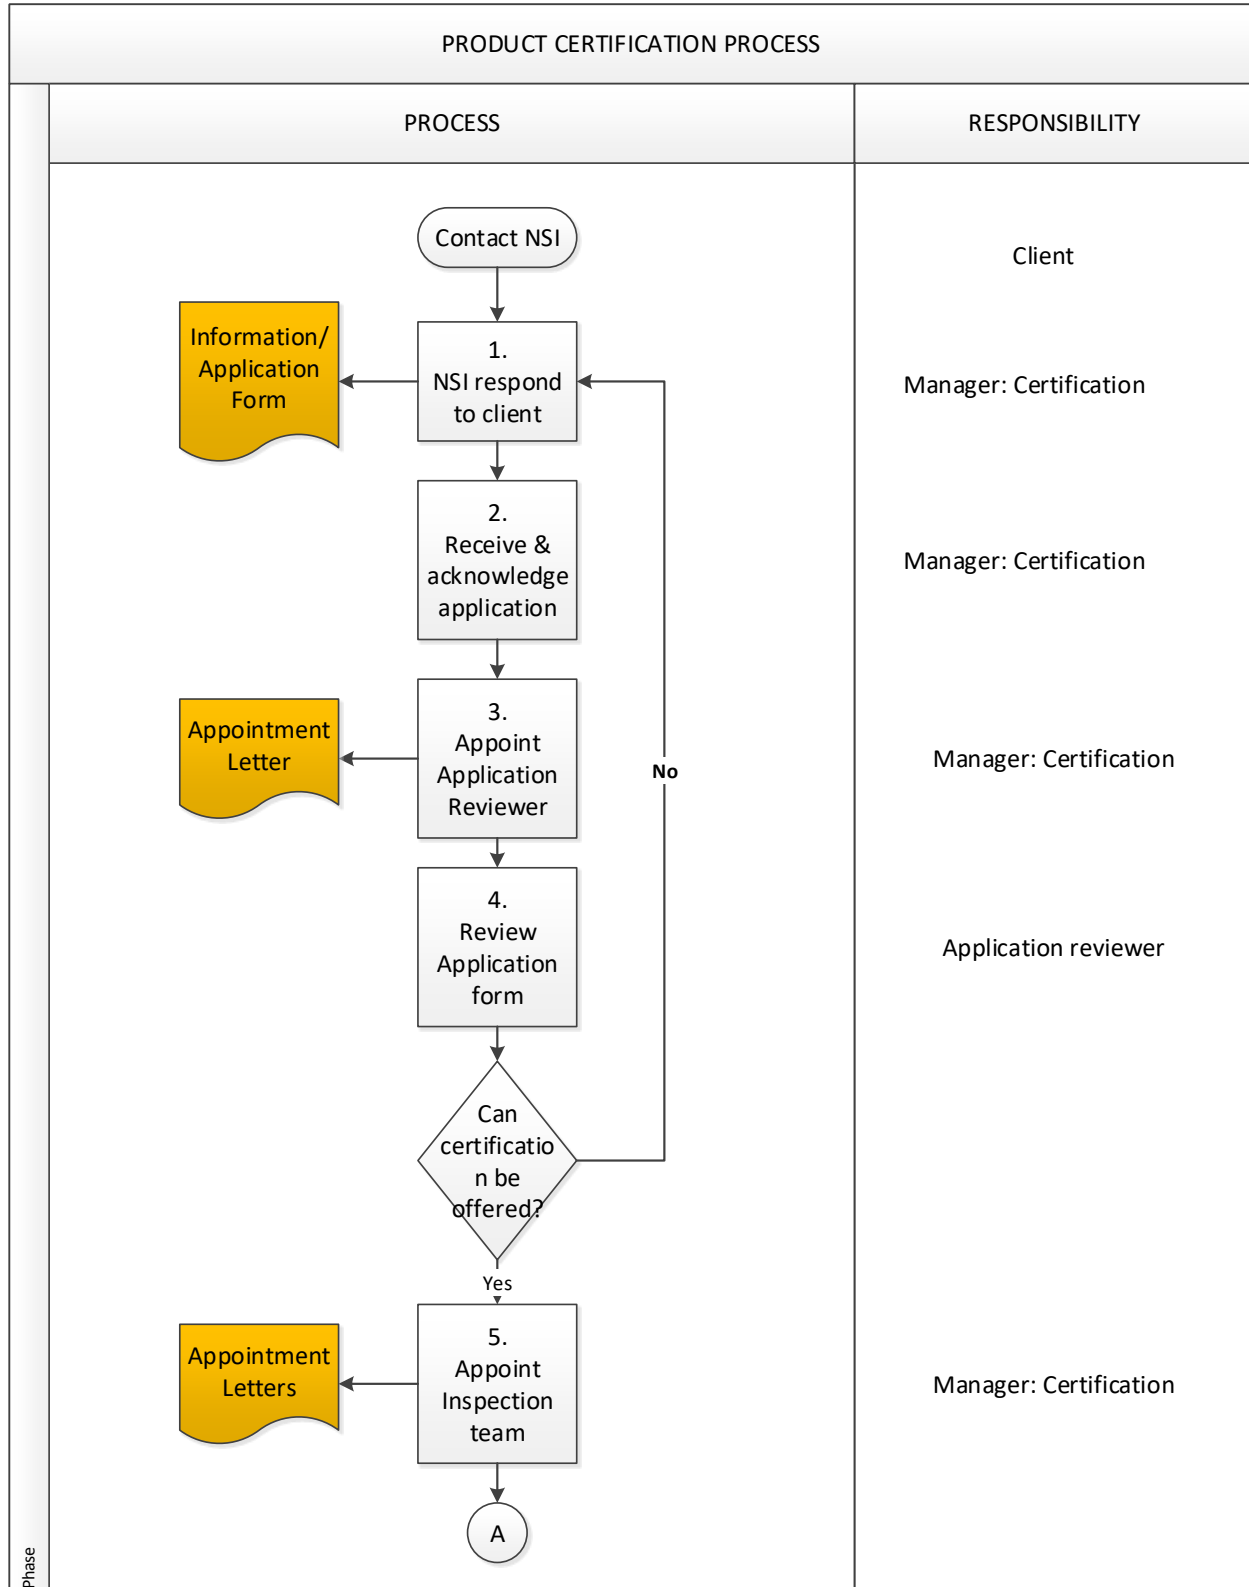 PRODUCT CERTIFICATION PROCESS
PROCESS
RESPONSIBILITY
Contact NSI
Client
Information/
Application
Form
1.
NSI respond
to client
Manager: Certification
2.
Receive &
acknowledge
application
Manager: Certification
Appointment
Letter
3.
Appoint
Application
Reviewer
No
Manager: Certification
4.
Review
Application
form
Application reviewer
Can
certificatio
n be
offered?
Yes
Appointment
Letters
5.
Appoint
Inspection
team
Manager: Certification
A
Phase